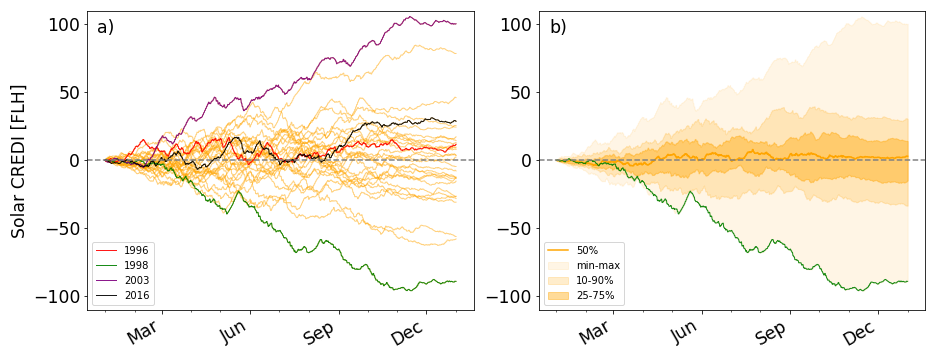 a)
Solar CREDI [FLH]
100
50
0
−50
−100
1996
1998
2003
2016
Mar
Jun
Sep
Dec
b)
100
50
0
−50
−100
50%
min-max
10-90%
25-75%
Mar
Jun
Sep
Dec